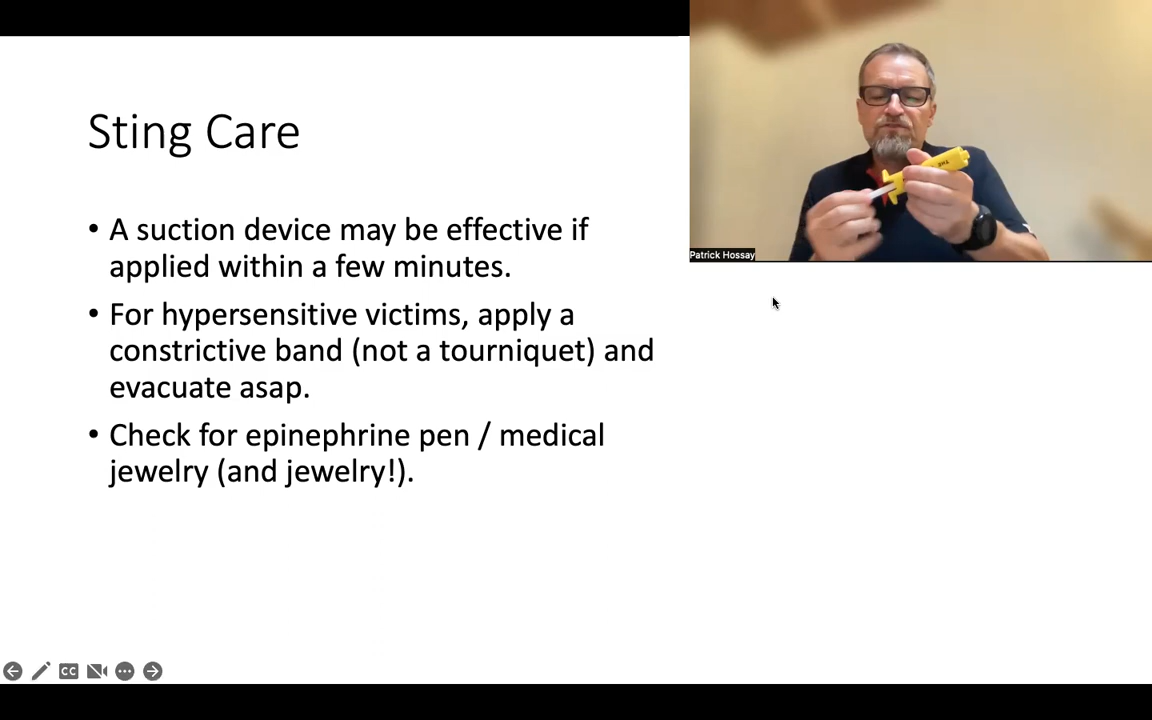 Sting Care
• A suction device may be effective if
applied within a few minutes.
• For hypersensitive victims, apply a
constrictive band (not a tourniquet) and
evacuate asap.
• Check for epinephrine pen / medical
jewelry (and jewelry!).
Patrick Hossay
CC